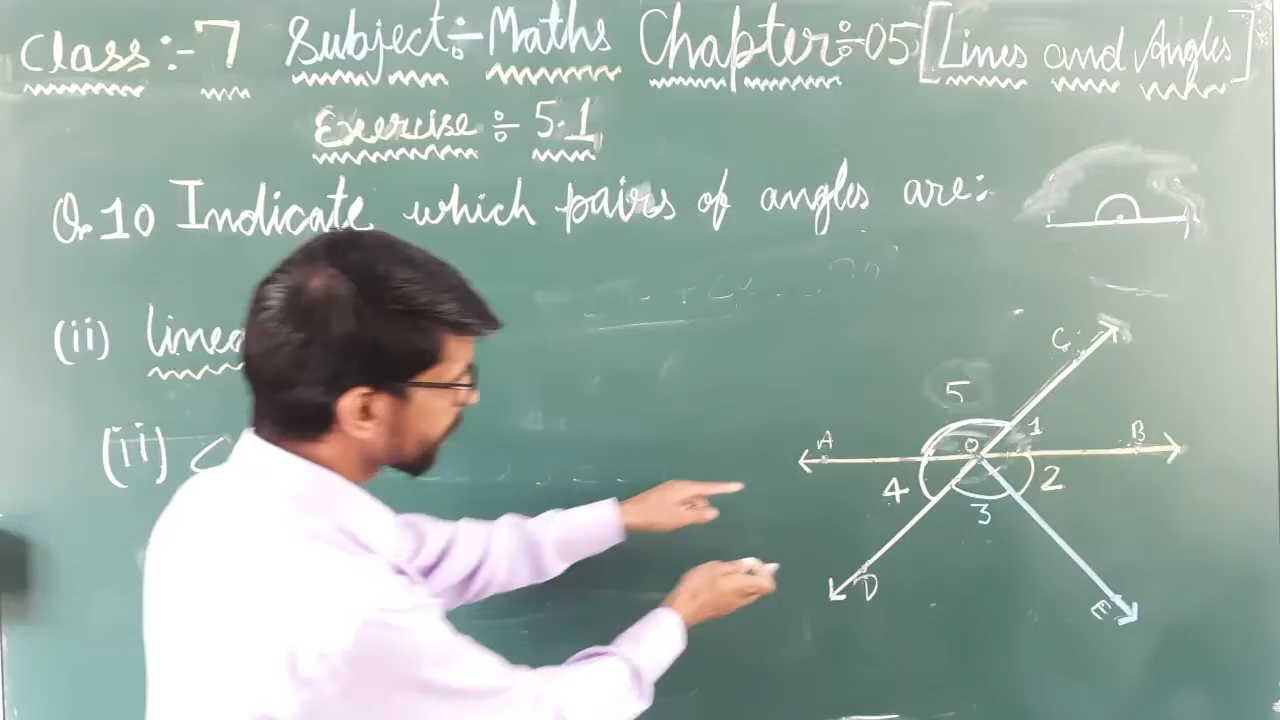 Class:-7 Subject÷Maths Chapter÷05 [Lines and Angles]
Exercise÷ 5.1
Q.10 Indicate which pairs of angles are:
(ii)
(ii)
C
5
1
A
O
B
4
2
3
D
E